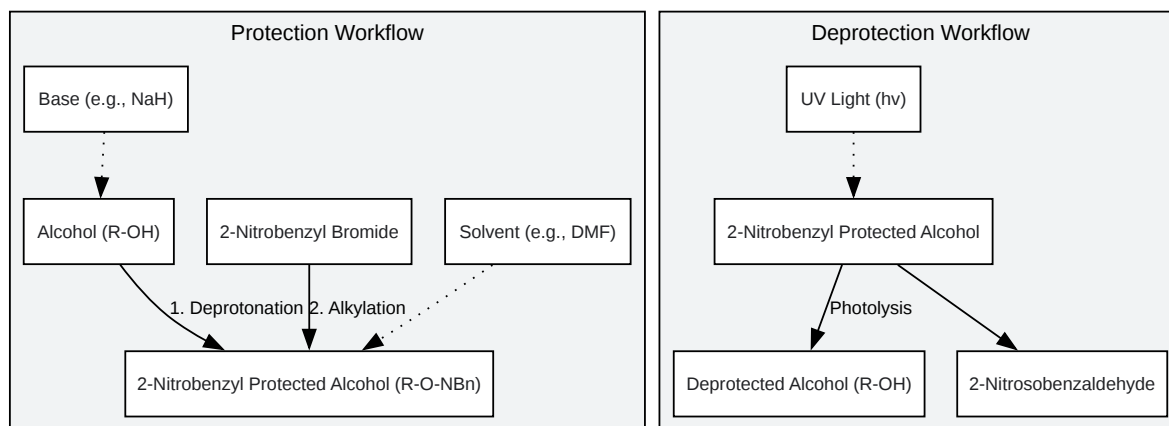 Protection Workflow
Base (e.g., NaH)
Alcohol (R-OH)
2-Nitrobenzyl Bromide
Solvent (e.g., DMF)
1. Deprotonation
2. Alkylation
2-Nitrobenzyl Protected Alcohol (R-O-NBn)
Deprotection Workflow
UV Light (hv)
2-Nitrobenzyl Protected Alcohol
Photolysis
Deprotected Alcohol (R-OH)
2-Nitrosobenzaldehyde